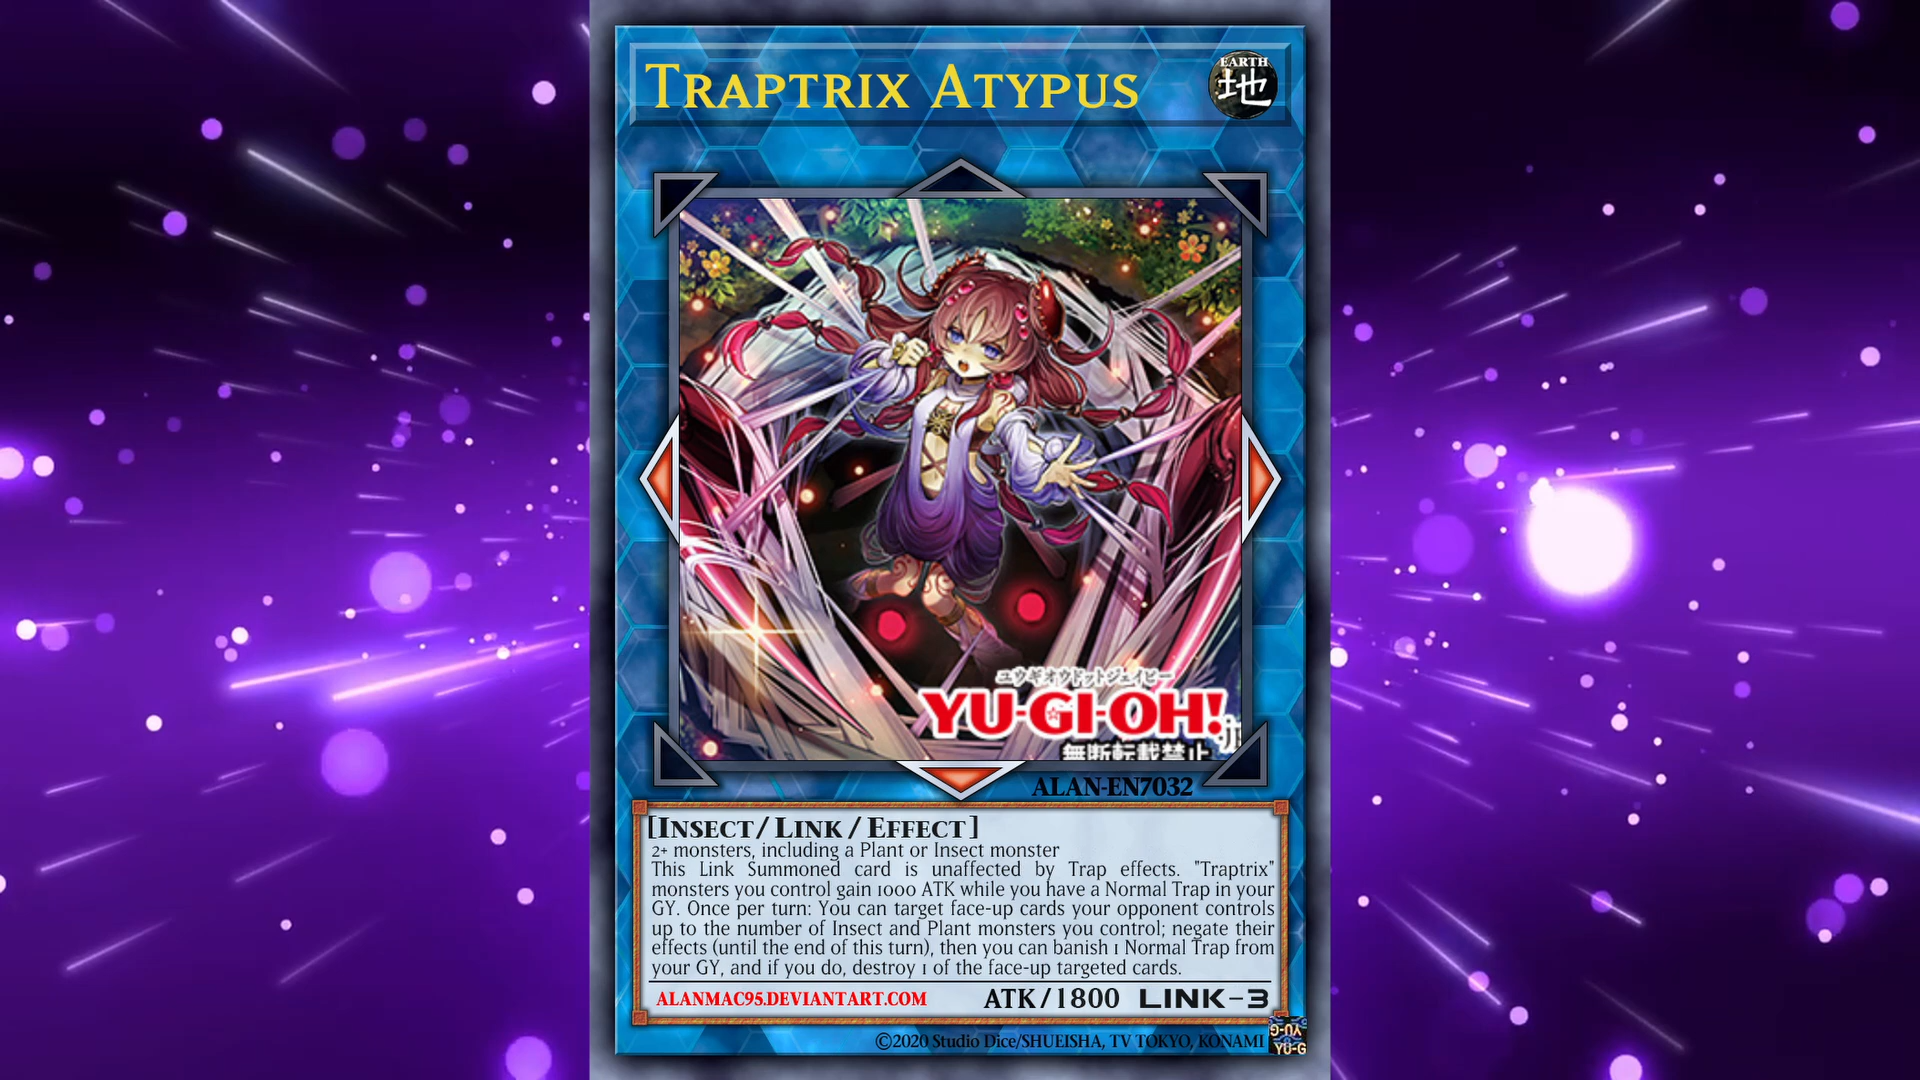 TRAPTRIX ATYPUS
EARTH
地
ユウギオウドットジェイピー
YU-GI-OH!
無断転載禁止
ALAN-EN7032
[INSECT/LINK/EFFECT]
2+ monsters, including a Plant or Insect monster
This Link Summoned card is unaffected by Trap effects. "Traptrix"
monsters you control gain 1000 ATK while you have a Normal Trap in your
GY. Once per turn: You can target face-up cards your opponent controls
up to the number of Insect and Plant monsters you control; negate their
effects (until the end of this turn), then you can banish 1 Normal Trap from
your GY, and if you do, destroy 1 of the face-up targeted cards.
ALANMAC95.DEVIANTART.COM
ATK/1800 LINK-3
©2020 Studio Dice/SHUEISHA, TV TOKYO, KONAMI